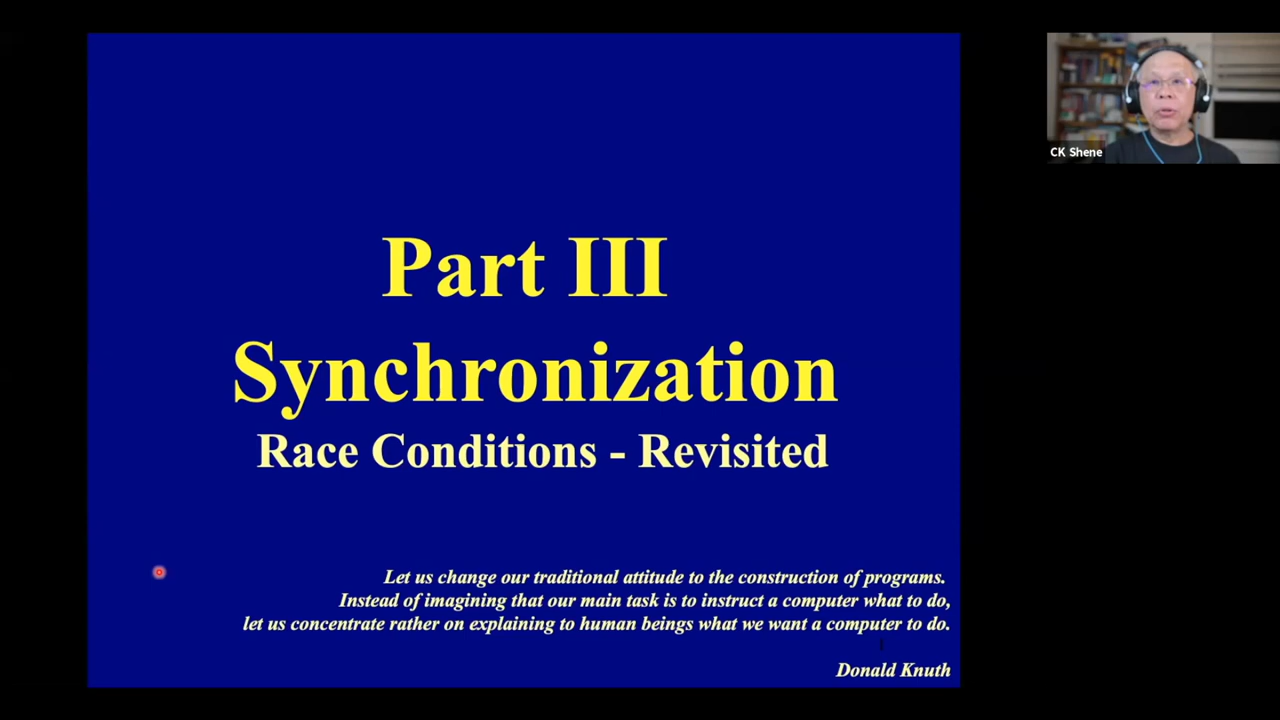 Part III
Synchronization
Race Conditions - Revisited
Let us change our traditional attitude to the construction of programs.
Instead of imagining that our main task is to instruct a computer what to do,
let us concentrate rather on explaining to human beings what we want a computer to do.
Donald Knuth
CK Shene